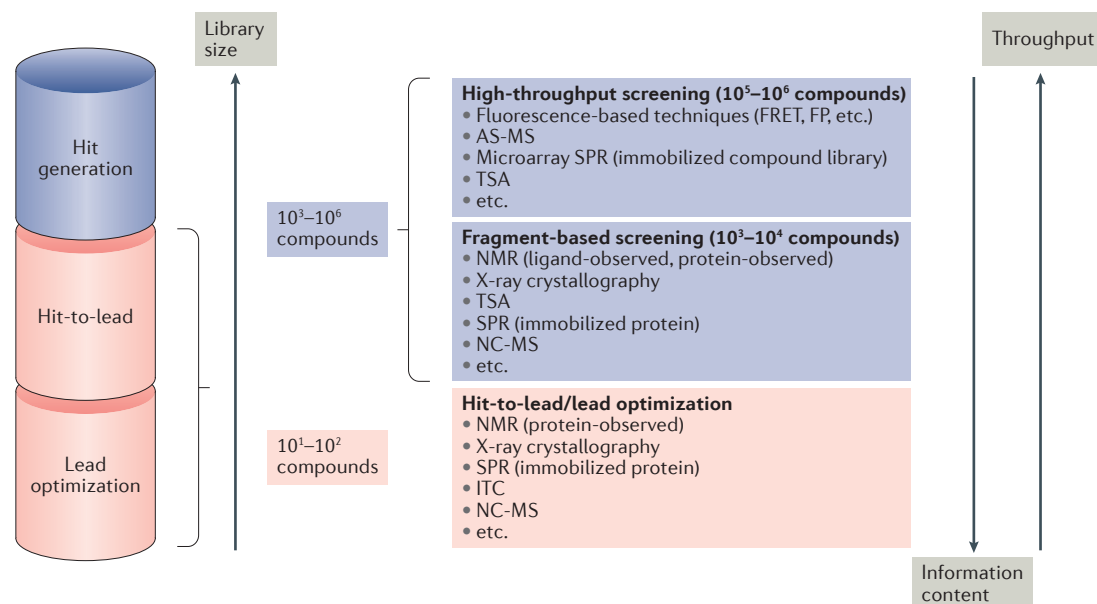 Library
size
Throughput
Hit
generation
Hit-to-lead
Lead
optimization
10³–10⁶
compounds
10¹–10²
compounds
High-throughput screening (10⁵–10⁶ compounds)
• Fluorescence-based techniques (FRET, FP, etc.)
• AS-MS
• Microarray SPR (immobilized compound library)
• TSA
• etc.
Fragment-based screening (10³–10⁴ compounds)
• NMR (ligand-observed, protein-observed)
• X-ray crystallography
• TSA
• SPR (immobilized protein)
• NC-MS
• etc.
Hit-to-lead/lead optimization
• NMR (protein-observed)
• X-ray crystallography
• SPR (immobilized protein)
• ITC
• NC-MS
• etc.
Information
content